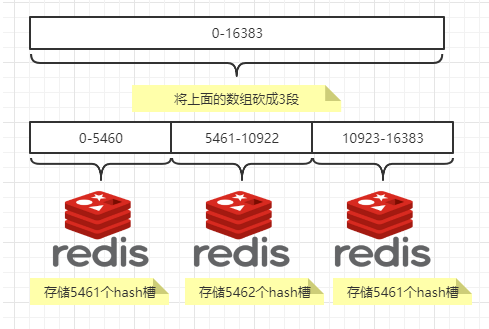 0-16383
将上面的数组砍成3段
0-5460
5461-10922
10923-16383
redis
redis
redis
存储5461个hash槽
存储5462个hash槽
存储5461个hash槽